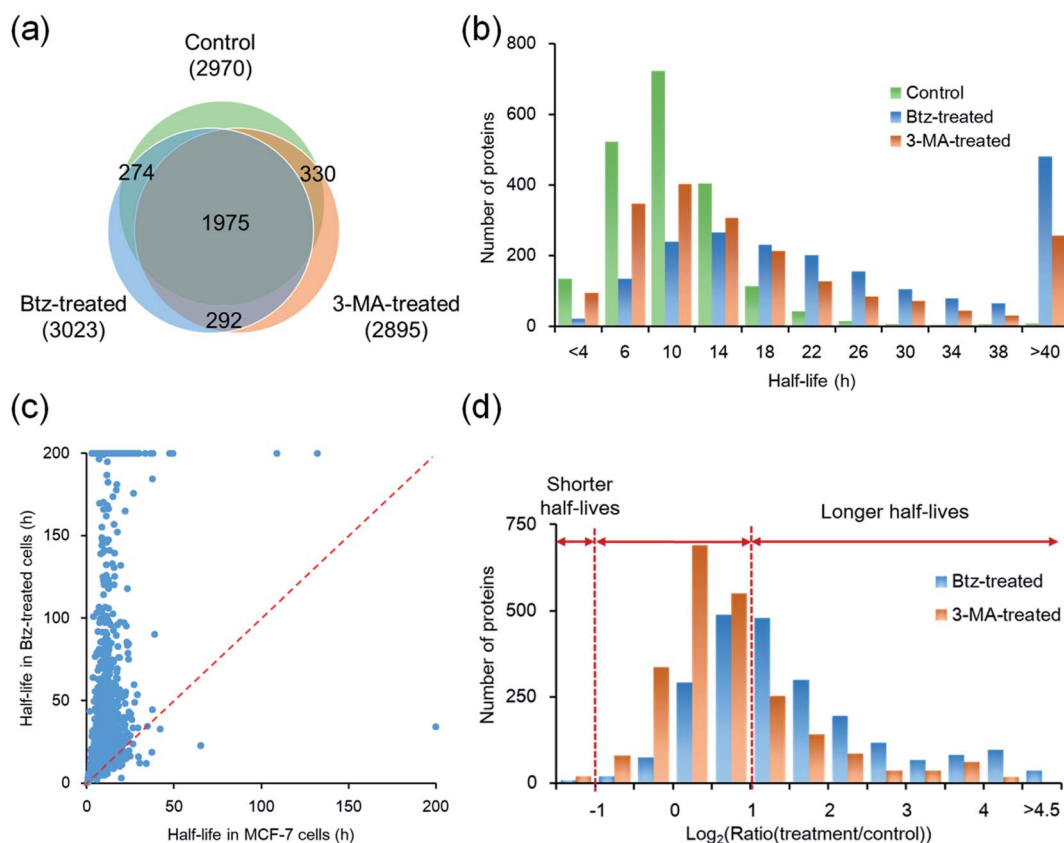 (a)
Control
(2970)
274
330
1975
Btz-treated
(3023)
292
3-MA-treated
(2895)
(b)
800
600
400
200
0
Number of proteins
Control
Btz-treated
3-MA-treated
<4 6 10 14 18 22 26 30 34 38 >40
Half-life (h)
(c)
200
150
100
50
0
Half-life in Btz-treated cells (h)
0 50 100 150 200
Half-life in MCF-7 cells (h)
(d)
Shorter
half-lives
Longer half-lives
750
500
250
0
Number of proteins
Btz-treated
3-MA-treated
-1 0 1 2 3 4 >4.5
Log2(Ratio(treatment/control))